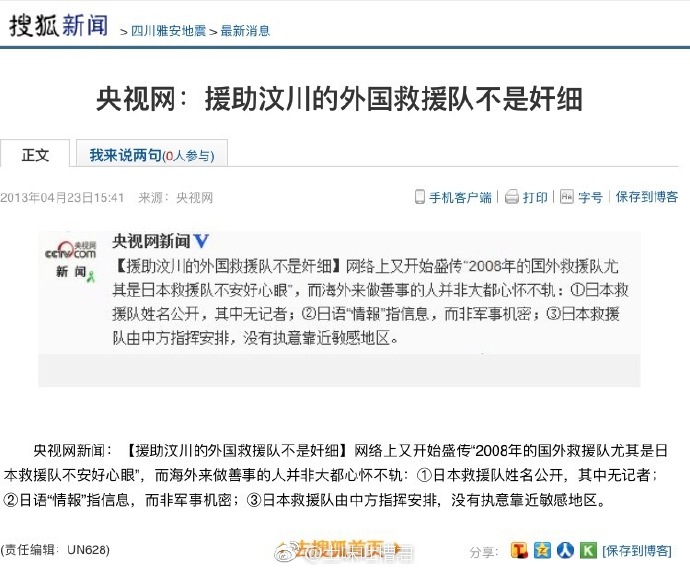 搜狐新闻 > 四川雅安地震 > 最新消息
央视网：援助汶川的外国救援队不是奸细
正文 我来说两句(0人参与)
2013年04月23日15:41 来源：央视网 手机客户端 打印 字号 保存到博客
央视网 cctv.com 新闻
央视网新闻V
【援助汶川的外国救援队不是奸细】网络上又开始盛传“2008年的国外救援队尤
其是日本救援队不安好心眼”，而海外来做善事的人并非大都心怀不轨：①日本救
援队姓名公开，其中无记者；②日语“情報”指信息，而非军事机密；③日本救援
队由中方指挥安排，没有执意靠近敏感地区。
央视网新闻：【援助汶川的外国救援队不是奸细】网络上又开始盛传“2008年的国外救援队尤其是日
本救援队不安好心眼”，而海外来做善事的人并非大都心怀不轨：①日本救援队姓名公开，其中无记者；
②日语“情報”指信息，而非军事机密；③日本救援队由中方指挥安排，没有执意靠近敏感地区。
(责任编辑：UN628) 去搜狐首页 分享： [保存到博客]